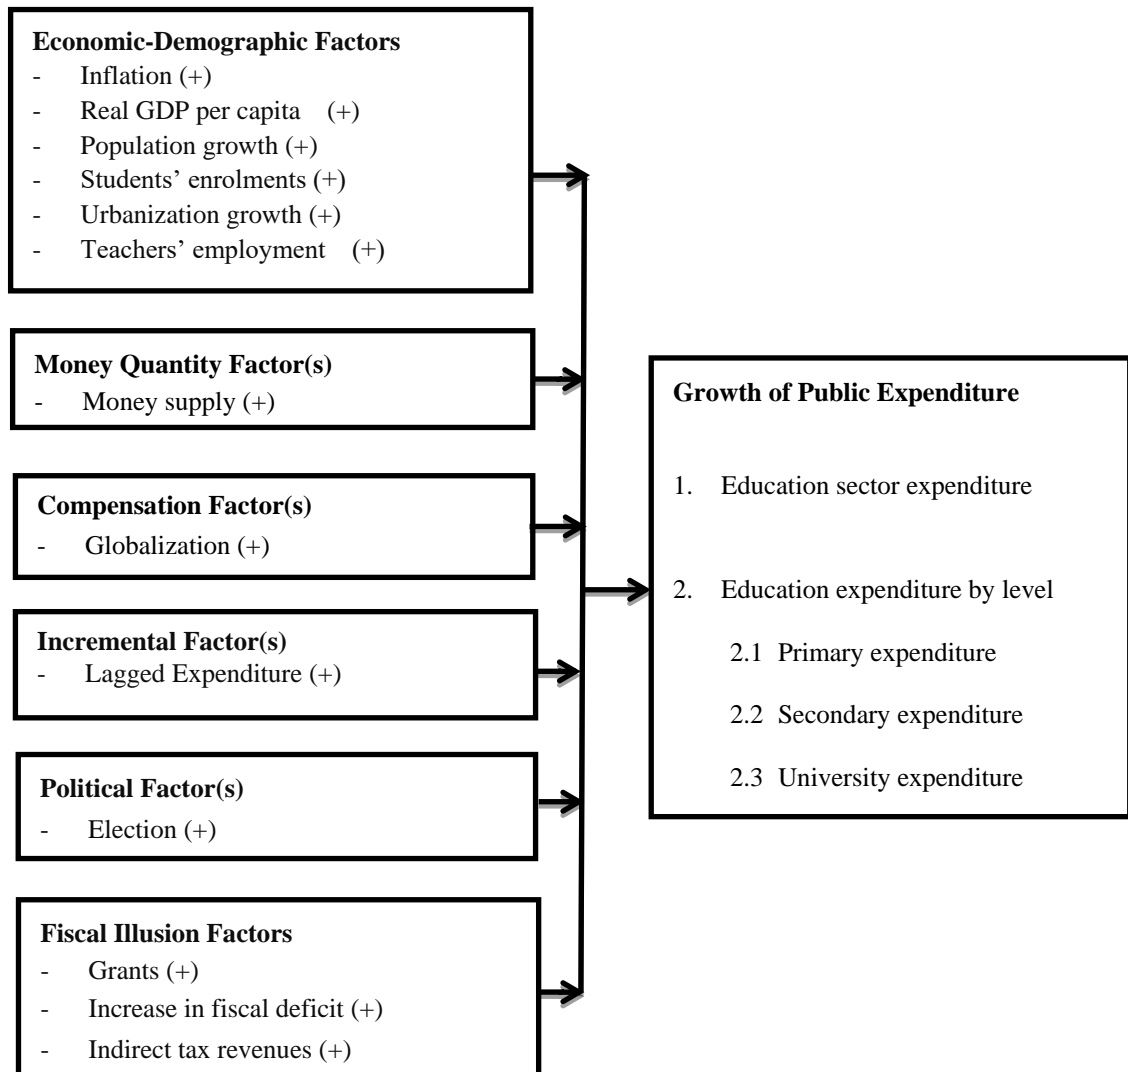 Economic-Demographic Factors
- Inflation (+)
- Real GDP per capita (+)
- Population growth (+)
- Students’ enrolments (+)
- Urbanization growth (+)
- Teachers’ employment (+)
Money Quantity Factor(s)
- Money supply (+)
Compensation Factor(s)
- Globalization (+)
Incremental Factor(s)
- Lagged Expenditure (+)
Political Factor(s)
- Election (+)
Fiscal Illusion Factors
- Grants (+)
- Increase in fiscal deficit (+)
- Indirect tax revenues (+)
Growth of Public Expenditure
1. Education sector expenditure
2. Education expenditure by level
2.1 Primary expenditure
2.2 Secondary expenditure
2.3 University expenditure